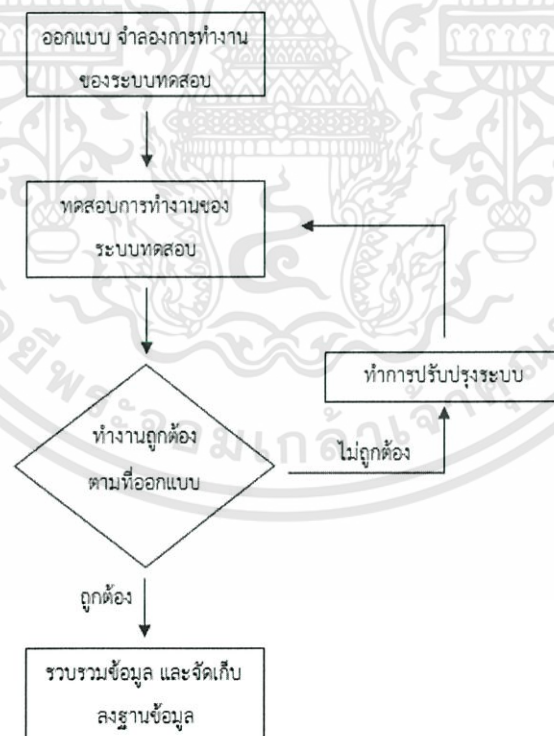 ออกแบบ จำลองการทำงาน
ของระบบทดสอบ
ทดสอบการทำงานของ
ระบบทดสอบ
ทำการปรับปรุงระบบ
ทำงานถูกต้อง
ตามที่ออกแบบ
ไม่ถูกต้อง
ถูกต้อง
รวบรวมข้อมูล และจัดเก็บ
ลงฐานข้อมูล